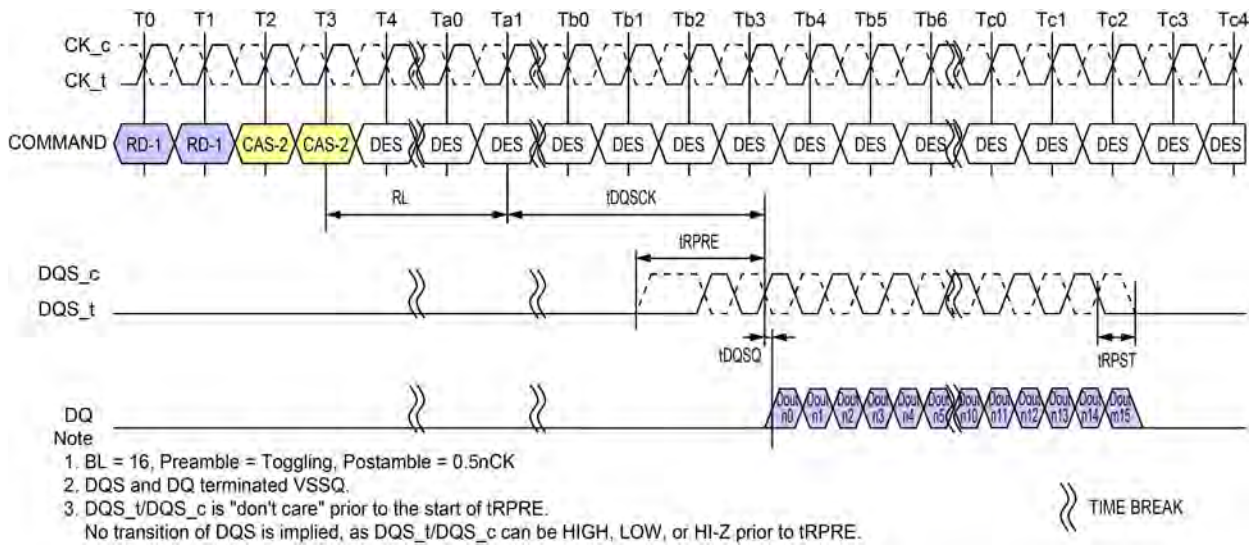 T0 T1 T2 T3 T4 Ta0 Ta1 Tb0 Tb1 Tb2 Tb3 Tb4 Tb5 Tb6 Tc0 Tc1 Tc2 Tc3 Tc4
CK_c
CK_t
COMMAND RD-1 RD-1 CAS-2 CAS-2 DES DES DES DES DES DES DES DES DES DES DES DES DES DES DES
RL tDQSCK
tRPRE
DQS_c
DQS_t
tDQSQ tRPST
Dout Dout Dout Dout Dout Dout Dout Dout Dout Dout Dout Dout
DQ n0 n1 n2 n3 n4 n5 n10 n11 n12 n13 n14 m15
Note
1. BL = 16, Preamble = Toggling, Postamble = 0.5nCK
2. DQS and DQ terminated VSSQ.
3. DQS_t/DQS_c is "don't care" prior to the start of tRPRE.
No transition of DQS is implied, as DQS_t/DQS_c can be HIGH, LOW, or HI-Z prior to tRPRE.
TIME BREAK